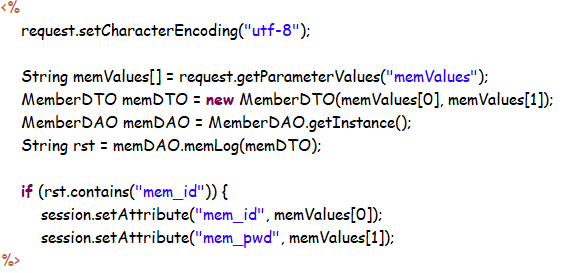 <%
request.setCharacterEncoding("utf-8");
String memValues[] = request.getParameterValues("memValues");
MemberDTO memDTO = new MemberDTO(memValues[0], memValues[1]);
MemberDAO memDAO = MemberDAO.getInstance();
String rst = memDAO.memLog(memDTO);
if (rst.contains("mem_id")) {
session.setAttribute("mem_id", memValues[0]);
session.setAttribute("mem_pwd", memValues[1]);
%>